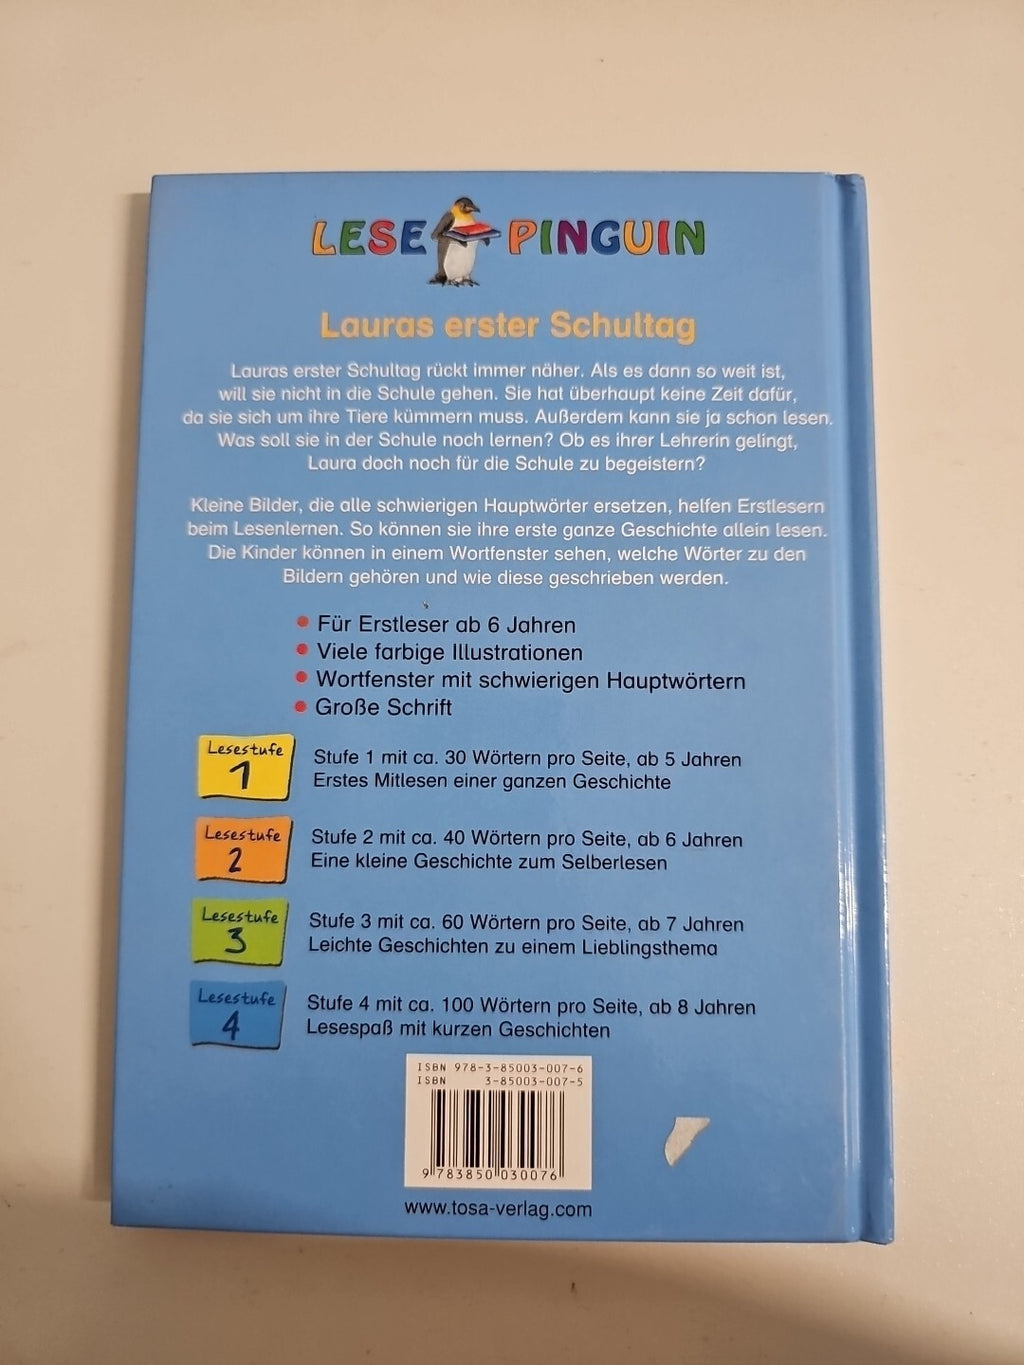 LESE PINGUIN
Lauras erster Schultag
Lauras erster Schultag rückt immer näher. Als es dann so weit ist,
will sie nicht in die Schule gehen. Sie hat überhaupt keine Zeit dafür,
da sie sich um ihre Tiere kümmern muss. Außerdem kann sie ja schon lesen.
Was soll sie in der Schule noch lernen? Ob es ihrer Lehrerin gelingt,
Laura doch noch für die Schule zu begeistern?
Kleine Bilder, die alle schwierigen Hauptwörter ersetzen, helfen Erstlesern
beim Lesenlernen. So können sie ihre erste ganze Geschichte allein lesen.
Die Kinder können in einem Wortfenster sehen, welche Wörter zu den
Bildern gehören und wie diese geschrieben werden.
• Für Erstleser ab 6 Jahren
• Viele farbige Illustrationen
• Wortfenster mit schwierigen Hauptwörtern
• Große Schrift
Lesestufe
1
Stufe 1 mit ca. 30 Wörtern pro Seite, ab 5 Jahren
Erstes Mitlesen einer ganzen Geschichte
Lesestufe
2
Stufe 2 mit ca. 40 Wörtern pro Seite, ab 6 Jahren
Eine kleine Geschichte zum Selberlesen
Lesestufe
3
Stufe 3 mit ca. 60 Wörtern pro Seite, ab 7 Jahren
Leichte Geschichten zu einem Lieblingsthema
Lesestufe
4
Stufe 4 mit ca. 100 Wörtern pro Seite, ab 8 Jahren
Lesespaß mit kurzen Geschichten
ISBN 978-3-85003-007-6
ISBN 3-85003-007-5
9 783850 030076
www.tosa-verlag.com